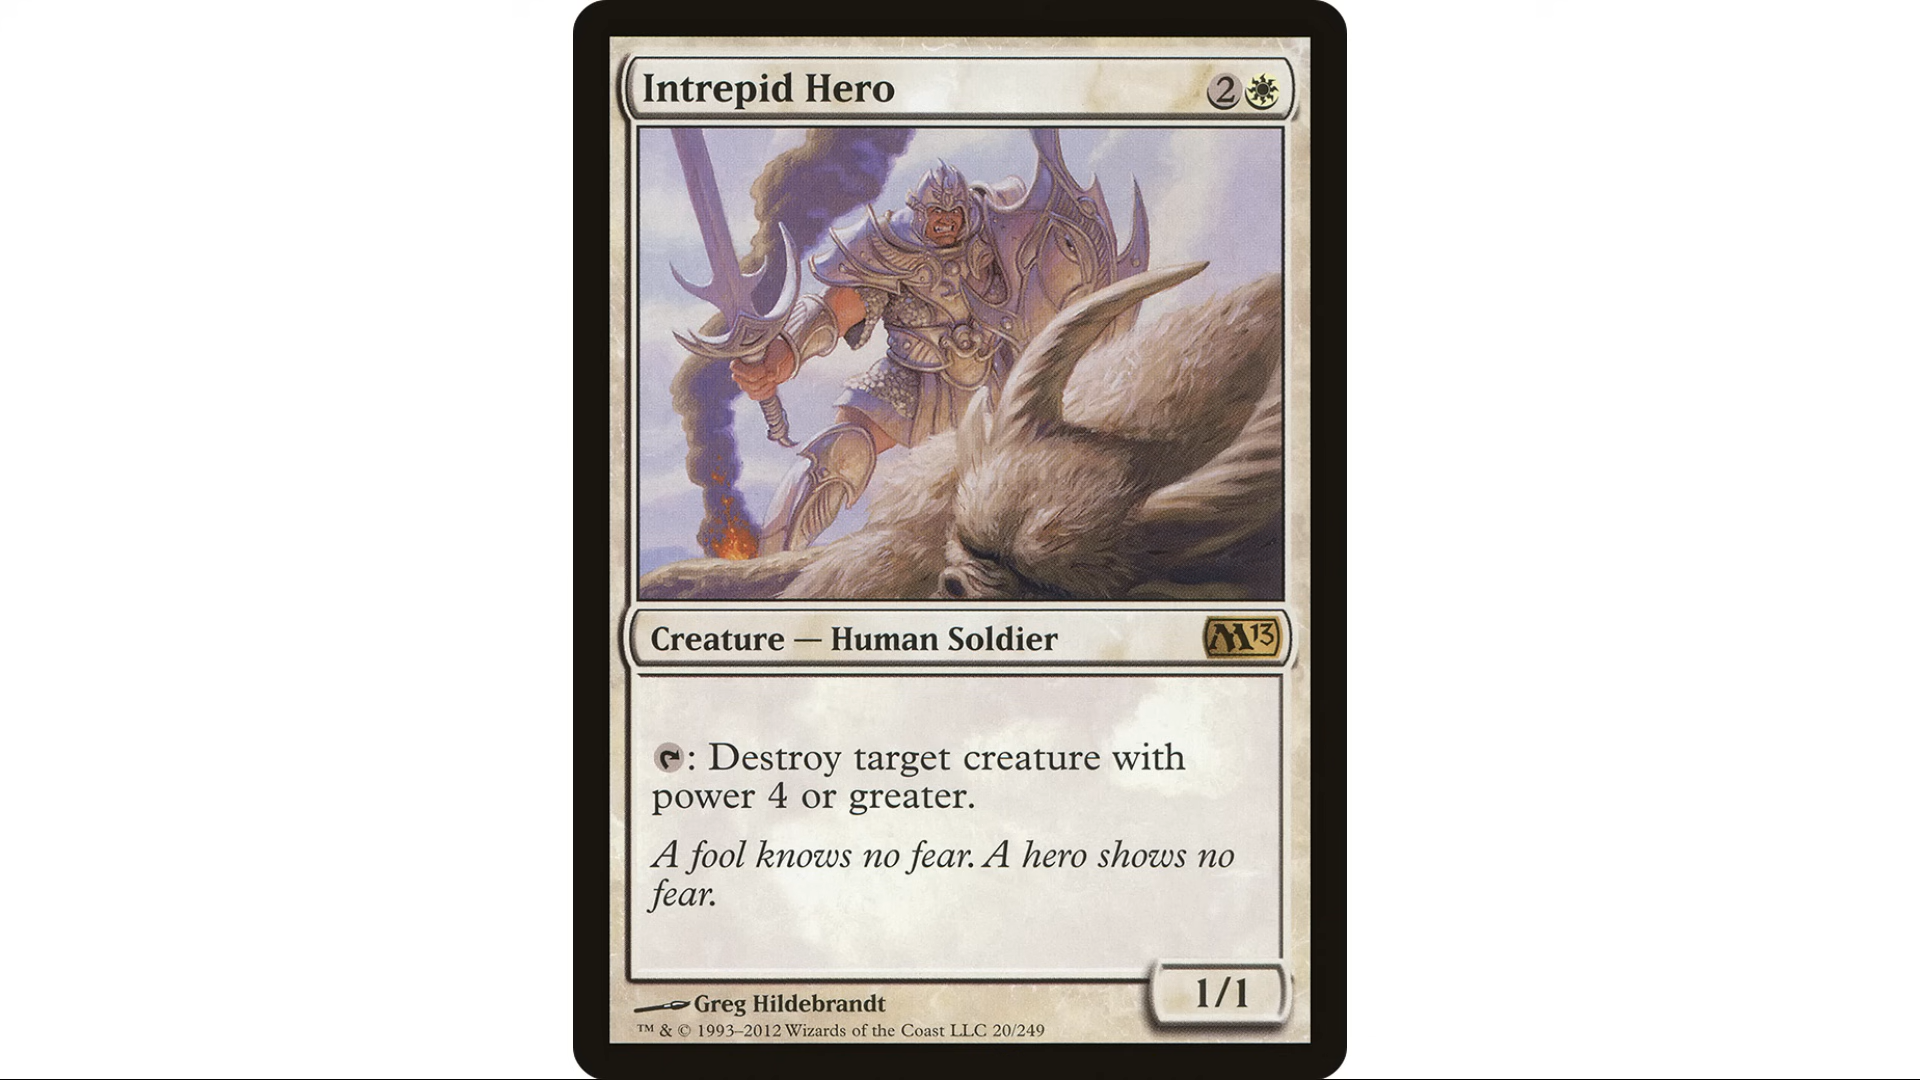 Intrepid Hero 2
Creature — Human Soldier M13
: Destroy target creature with
power 4 or greater.
A fool knows no fear. A hero shows no
fear.
1/1
Greg Hildebrandt
™ & © 1993–2012 Wizards of the Coast LLC 20/249